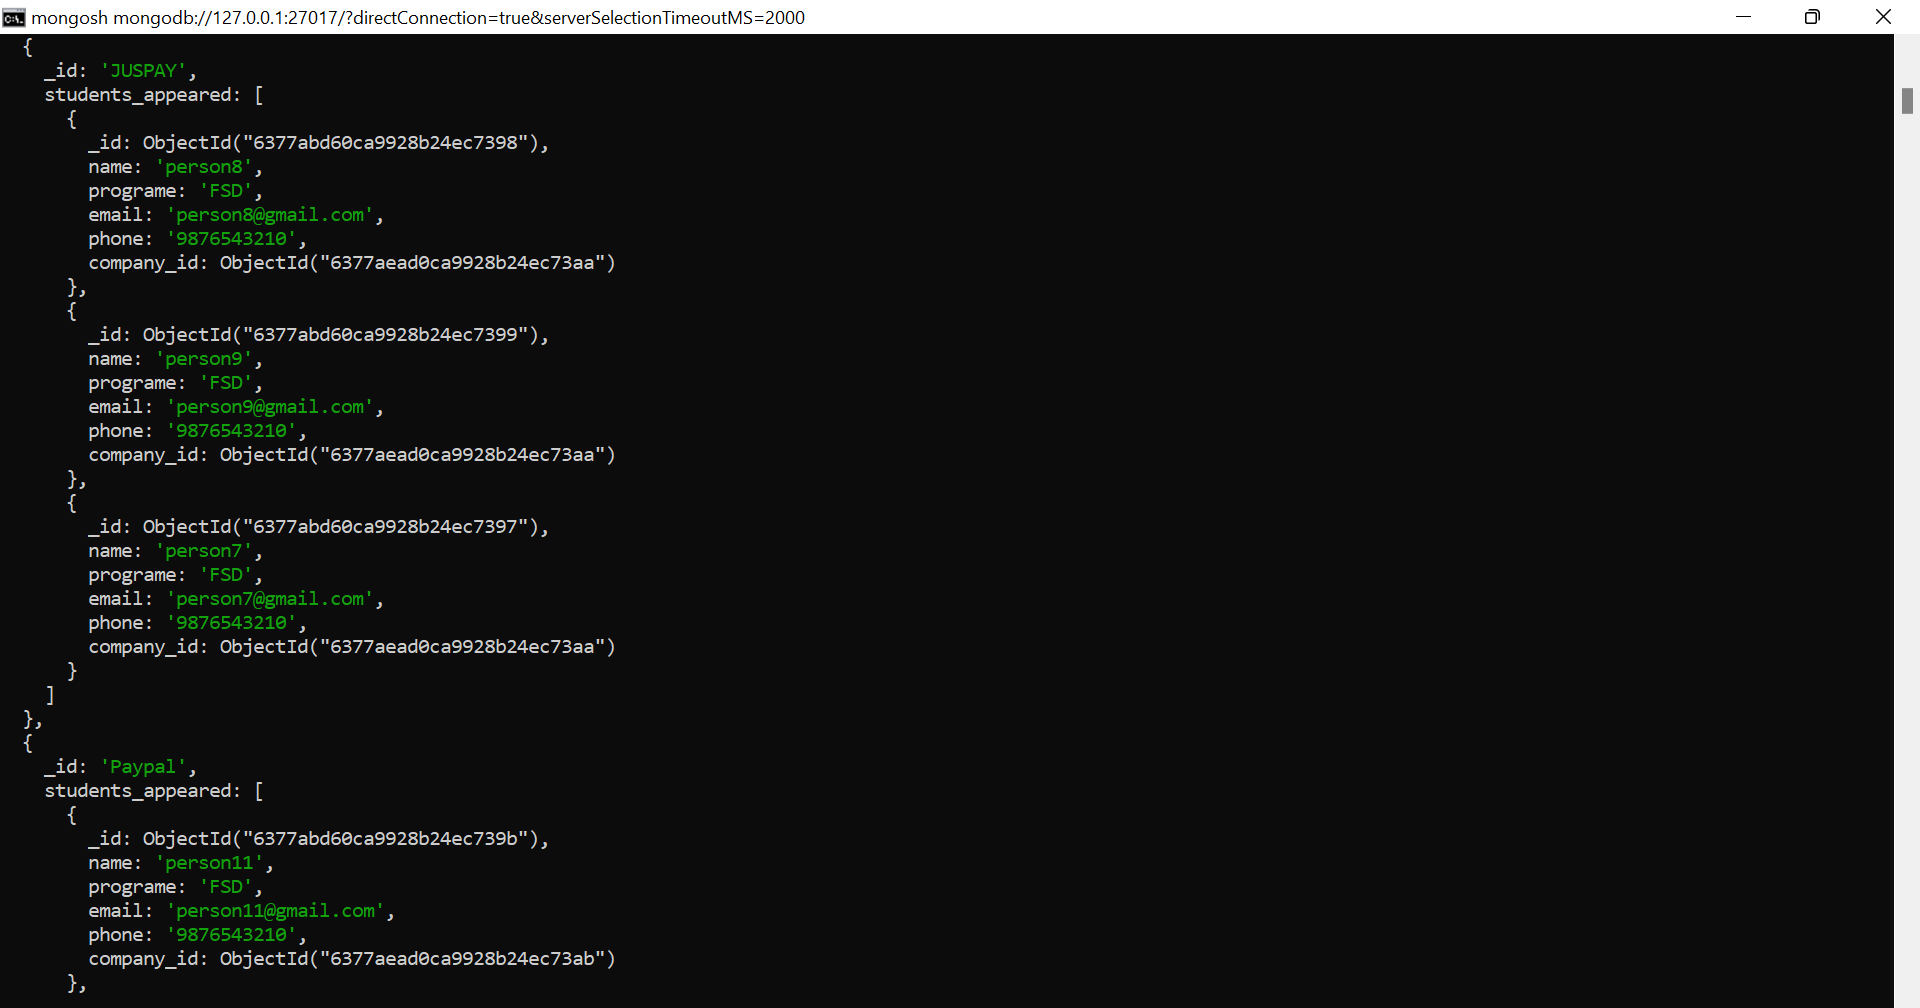 mongosh mongodb://127.0.0.1:27017/?directConnection=true&serverSelectionTimeoutMS=2000
{
_id: 'JUSPAY',
students_appeared: [
{
_id: ObjectId("6377abd60ca9928b24ec7398"),
name: 'person8',
programe: 'FSD',
email: 'person8@gmail.com',
phone: '9876543210',
company_id: ObjectId("6377aead0ca9928b24ec73aa")
},
{
_id: ObjectId("6377abd60ca9928b24ec7399"),
name: 'person9',
programe: 'FSD',
email: 'person9@gmail.com',
phone: '9876543210',
company_id: ObjectId("6377aead0ca9928b24ec73aa")
},
{
_id: ObjectId("6377abd60ca9928b24ec7397"),
name: 'person7',
programe: 'FSD',
email: 'person7@gmail.com',
phone: '9876543210',
company_id: ObjectId("6377aead0ca9928b24ec73aa")
}
]
},
{
_id: 'Paypal',
students_appeared: [
{
_id: ObjectId("6377abd60ca9928b24ec739b"),
name: 'person11',
programe: 'FSD',
email: 'person11@gmail.com',
phone: '9876543210',
company_id: ObjectId("6377aead0ca9928b24ec73ab")
},